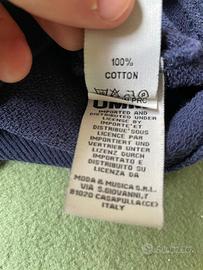 100%
COTTON
PRC
IMPORTED AND
DISTRIBUTED UNDER
LICENSE BY
IMPORTE' ET
DISTRIBUE' SOUS
LICENCE PAR
IMPORTIERT UND
VERTRIEB UNTER
LIZENZ DURCH
IMPORTATO E
DISTRIBUITO SU
LICENZA DA
MODA & MUSICA S.R.L.
VIA S.GIOVANNI,7
81020 CASAPULLA(CE)
ITALY